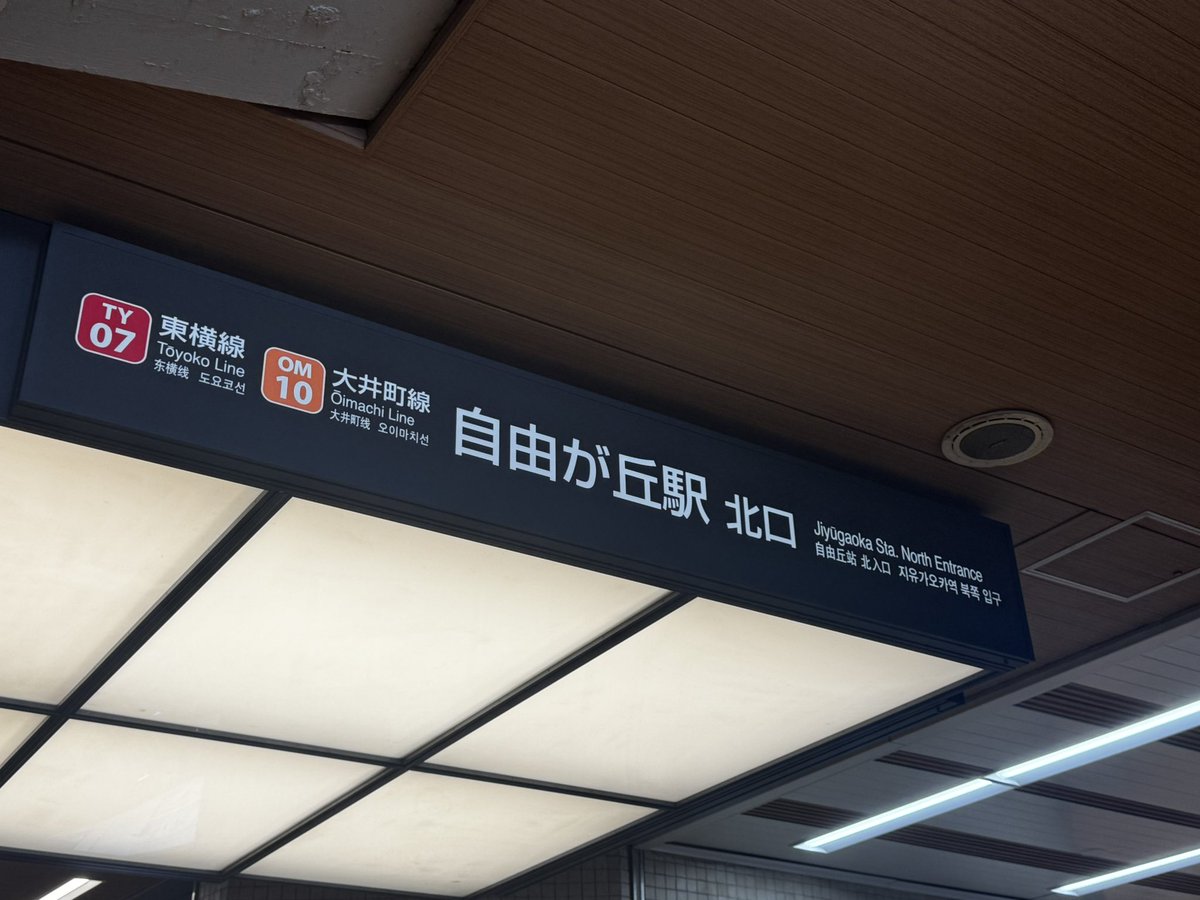 TY
07
東横線
Tōyoko Line
东横线 도요코선
OM
10
大井町線
Ōimachi Line
大井町线 오이마치선
自由が丘駅 北口
Jiyūgaoka Sta. North Entrance
自由丘站 北入口 지유가오카역 북쪽 입구